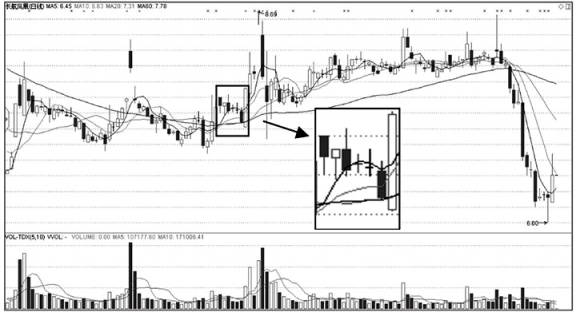 长航凤凰(日线) MA5: 6.45 MA10: 6.83 MA20: 7.31 MA60: 7.78
8.69
6.60
VOL-TDX(5,10) VVOL: - VOLUME: 0.00 MA5: 107177.60 MA10: 171006.41